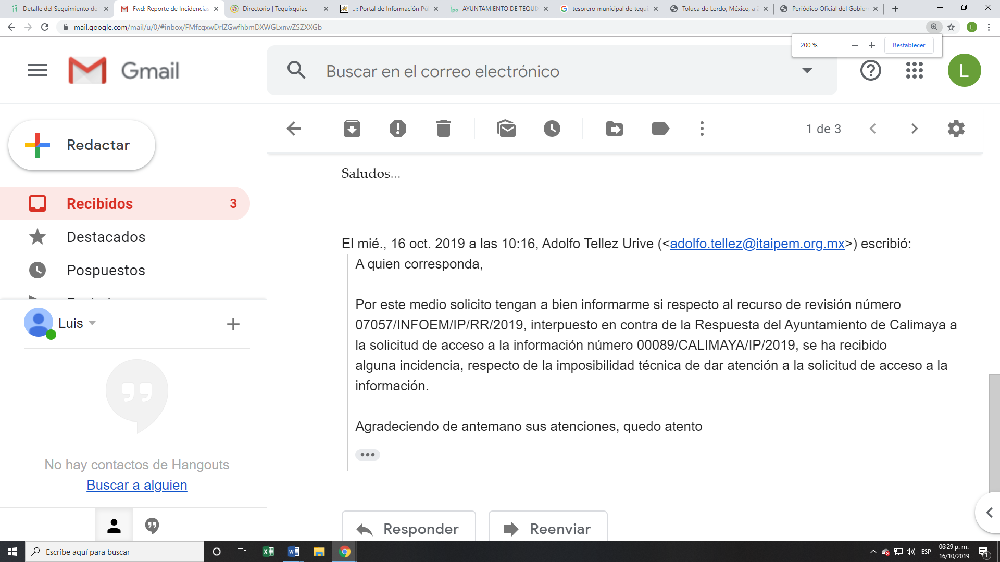 Detalle del Seguimiento de
Fwd: Reporte de Incidencias
Directorio | Tequixquiac
..:: Portal de Información Pú
AYUNTAMIENTO DE TEQUIX
tesorero municipal de tequi
Toluca de Lerdo, México, a
Periódico Oficial del Gobier
mail.google.com/mail/u/0/#inbox/FMfcgxwDrlZGwfhbmDXWGLxnwZSZXXGb
L
200 %
Restablecer
Gmail
Buscar en el correo electrónico
L
Redactar
1 de 3
Recibidos 3
Destacados
Pospuestos
Luis
No hay contactos de Hangouts
Buscar a alguien
Saludos...
El mié., 16 oct. 2019 a las 10:16, Adolfo Tellez Urive (<adolfo.tellez@itaipem.org.mx>) escribió:
A quien corresponda,
Por este medio solicito tengan a bien informarme si respecto al recurso de revisión número
07057/INFOEM/IP/RR/2019, interpuesto en contra de la Respuesta del Ayuntamiento de Calimaya a
la solicitud de acceso a la información número 00089/CALIMAYA/IP/2019, se ha recibido
alguna incidencia, respecto de la imposibilidad técnica de dar atención a la solicitud de acceso a la
información.
Agradeciendo de antemano sus atenciones, quedo atento
Responder
Reenviar
Escribe aquí para buscar
ESP
06:29 p. m.
16/10/2019
1